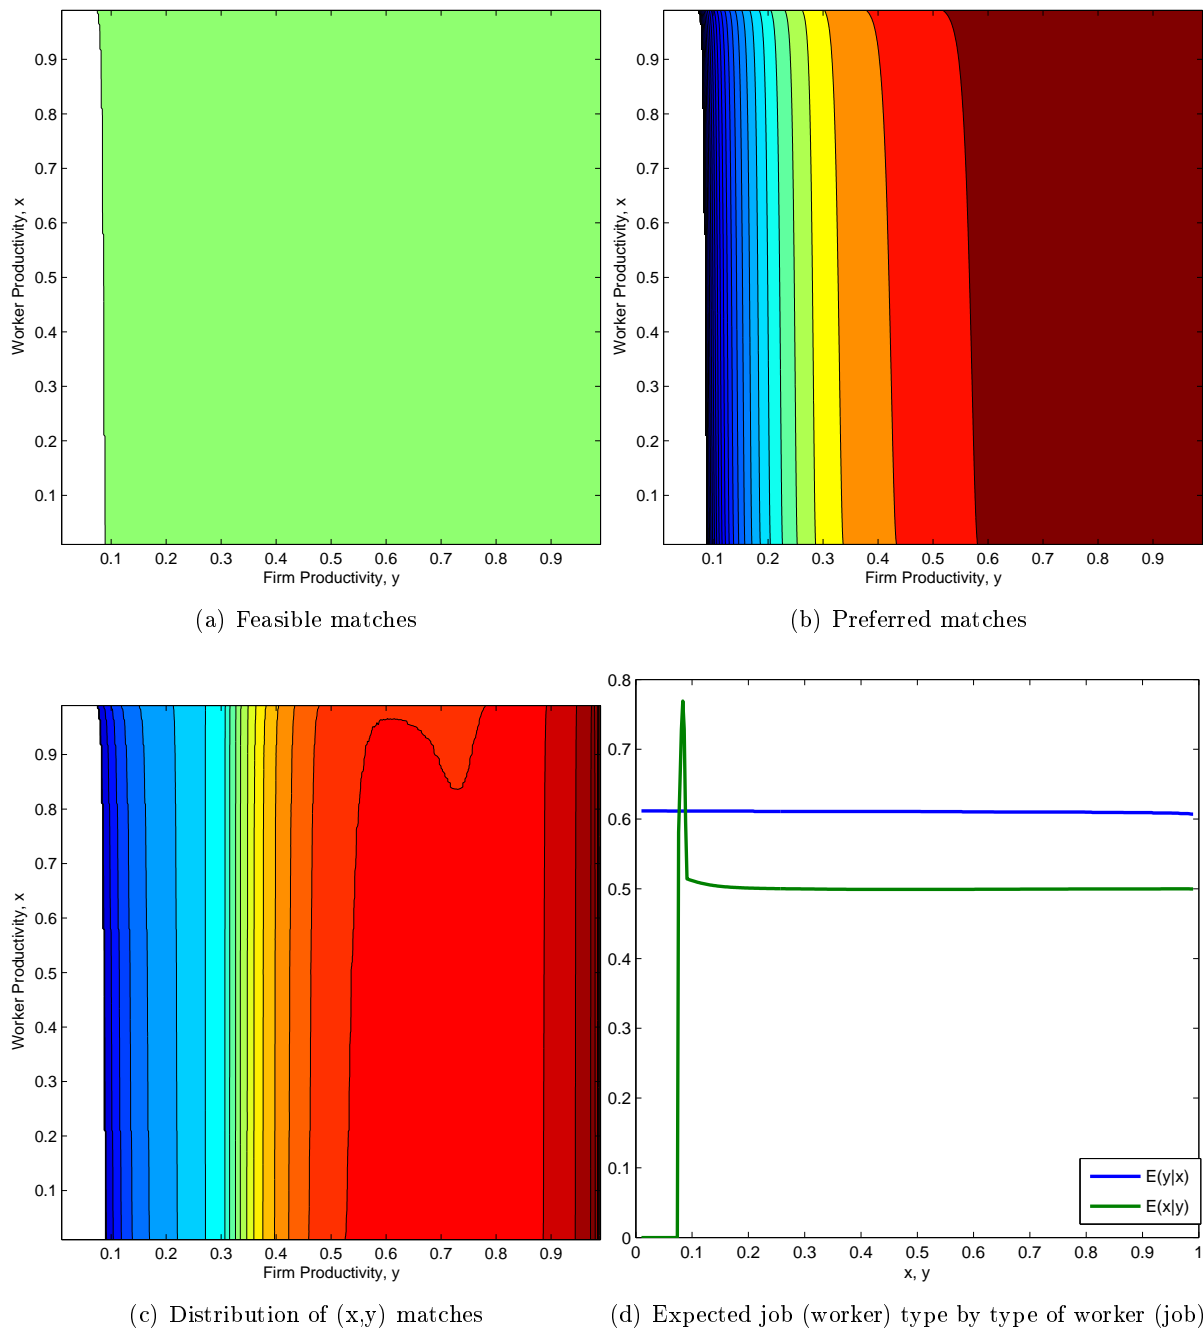 0.9
0.8
0.7
0.6
0.5
0.4
0.3
0.2
0.1
Worker Productivity, x
0.1 0.2 0.3 0.4 0.5 0.6 0.7 0.8 0.9
Firm Productivity, y
(a) Feasible matches
0.9
0.8
0.7
0.6
0.5
0.4
0.3
0.2
0.1
Worker Productivity, x
0.1 0.2 0.3 0.4 0.5 0.6 0.7 0.8 0.9
Firm Productivity, y
(b) Preferred matches
0.9
0.8
0.7
0.6
0.5
0.4
0.3
0.2
0.1
Worker Productivity, x
0.1 0.2 0.3 0.4 0.5 0.6 0.7 0.8 0.9
Firm Productivity, y
(c) Distribution of (x,y) matches
0.8
0.7
0.6
0.5
0.4
0.3
0.2
0.1
0
E(y|x)
E(x|y)
0 0.1 0.2 0.3 0.4 0.5 0.6 0.7 0.8 0.9 1
x, y
(d) Expected job (worker) type by type of worker (job)